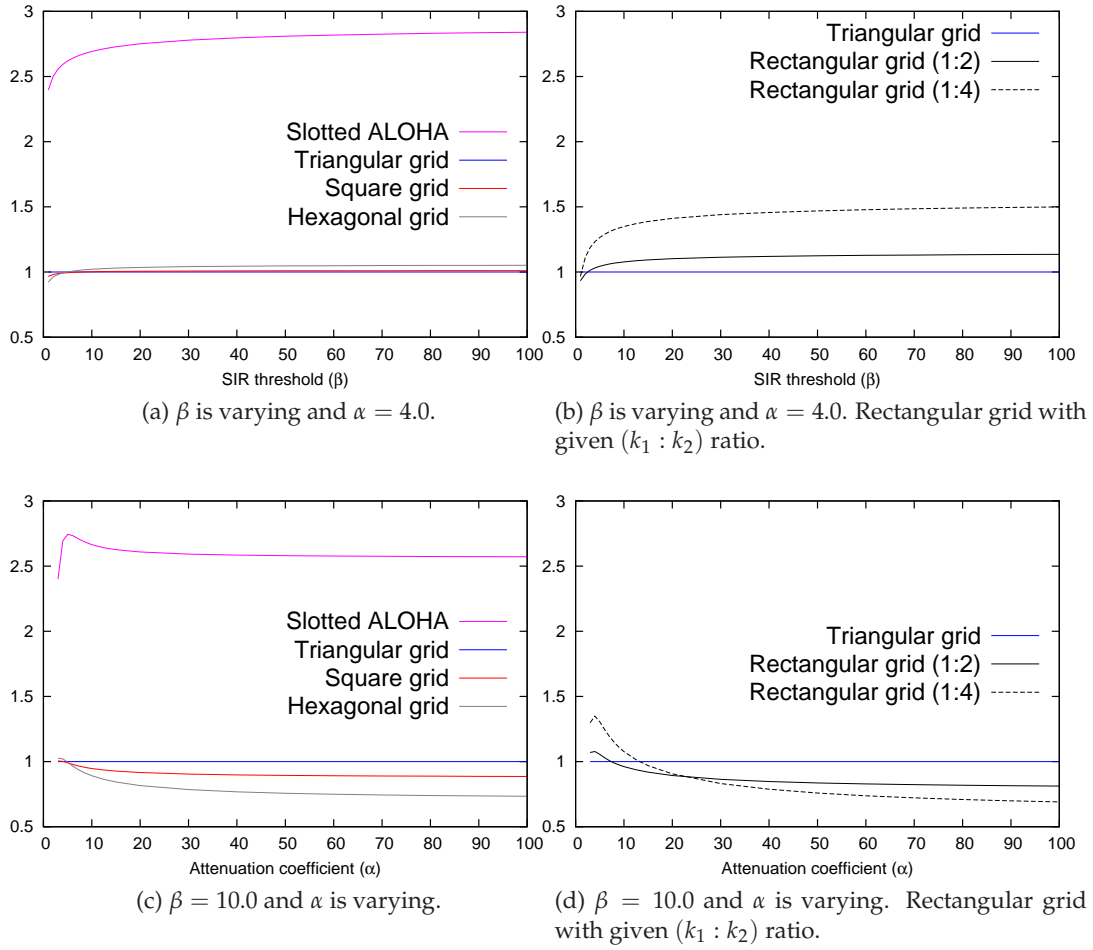 3
2.5
2
1.5
1
0.5
Slotted ALOHA
Triangular grid
Square grid
Hexagonal grid
0 10 20 30 40 50 60 70 80 90 100
SIR threshold (β)
(a) β is varying and α = 4.0.
3
2.5
2
1.5
1
0.5
Triangular grid
Rectangular grid (1:2)
Rectangular grid (1:4)
0 10 20 30 40 50 60 70 80 90 100
SIR threshold (β)
(b) β is varying and α = 4.0. Rectangular grid with
given (k₁ : k₂) ratio.
3
2.5
2
1.5
1
0.5
Slotted ALOHA
Triangular grid
Square grid
Hexagonal grid
0 10 20 30 40 50 60 70 80 90 100
Attenuation coefficient (α)
(c) β = 10.0 and α is varying.
3
2.5
2
1.5
1
0.5
Triangular grid
Rectangular grid (1:2)
Rectangular grid (1:4)
0 10 20 30 40 50 60 70 80 90 100
Attenuation coefficient (α)
(d) β = 10.0 and α is varying. Rectangular grid
with given (k₁ : k₂) ratio.